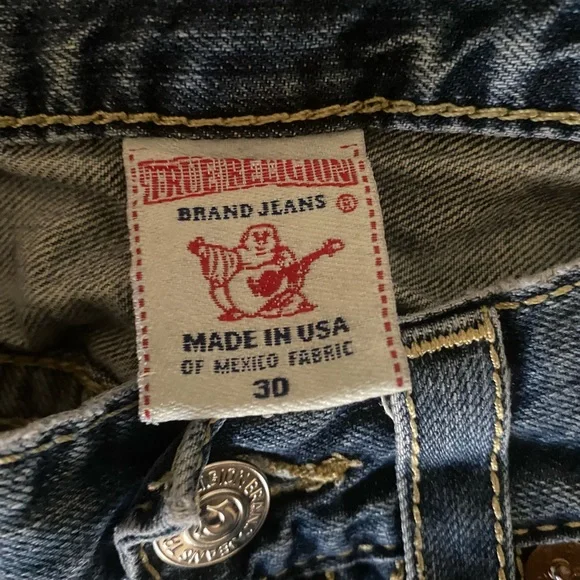 TRUE RELIGION
BRAND JEANS ®
MADE IN USA
OF MEXICO FABRIC
30